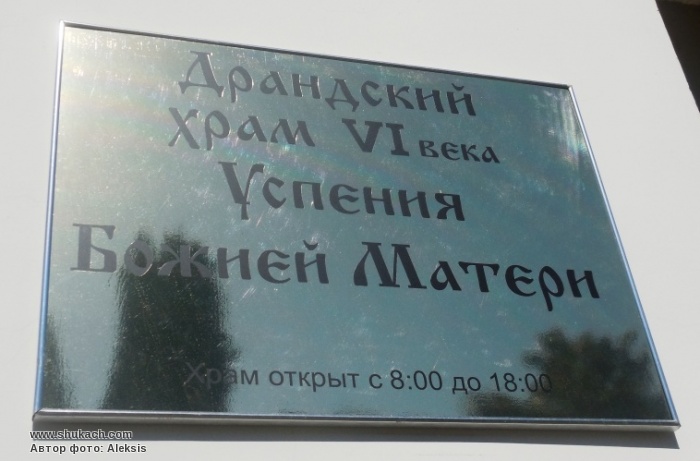 Драндский
храм VI века
Успения
Божией Матери
Храм открыт с 8:00 до 18:00
www.shukach.com
Автор фото: Aleksis